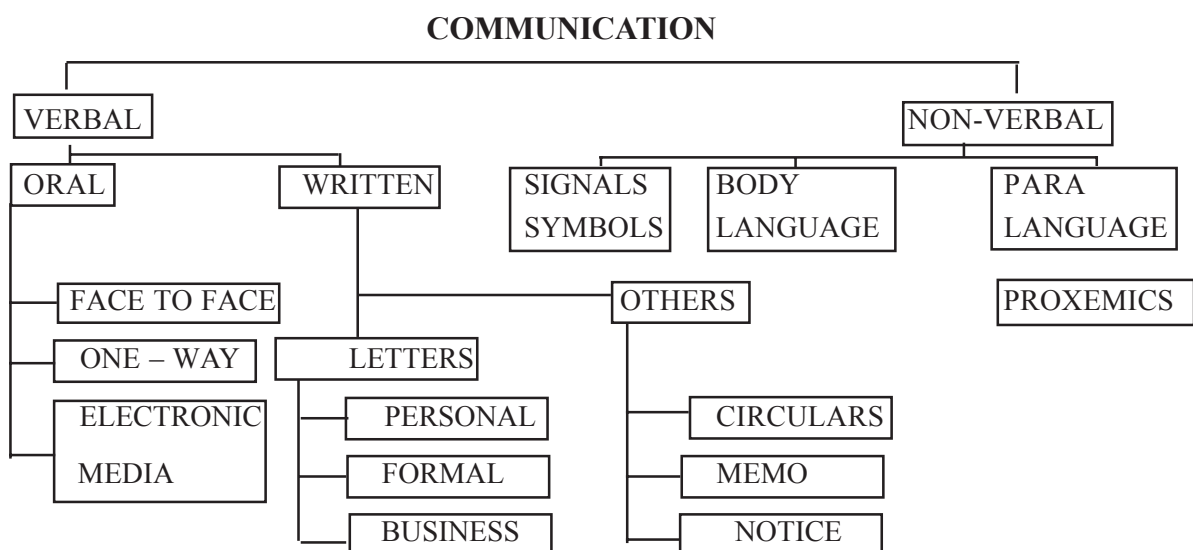 COMMUNICATION
VERBAL
NON-VERBAL
ORAL
WRITTEN
SIGNALS
SYMBOLS
BODY
LANGUAGE
PARA
LANGUAGE
FACE TO FACE
OTHERS
PROXEMICS
ONE – WAY
LETTERS
ELECTRONIC
MEDIA
PERSONAL
CIRCULARS
FORMAL
MEMO
BUSINESS
NOTICE